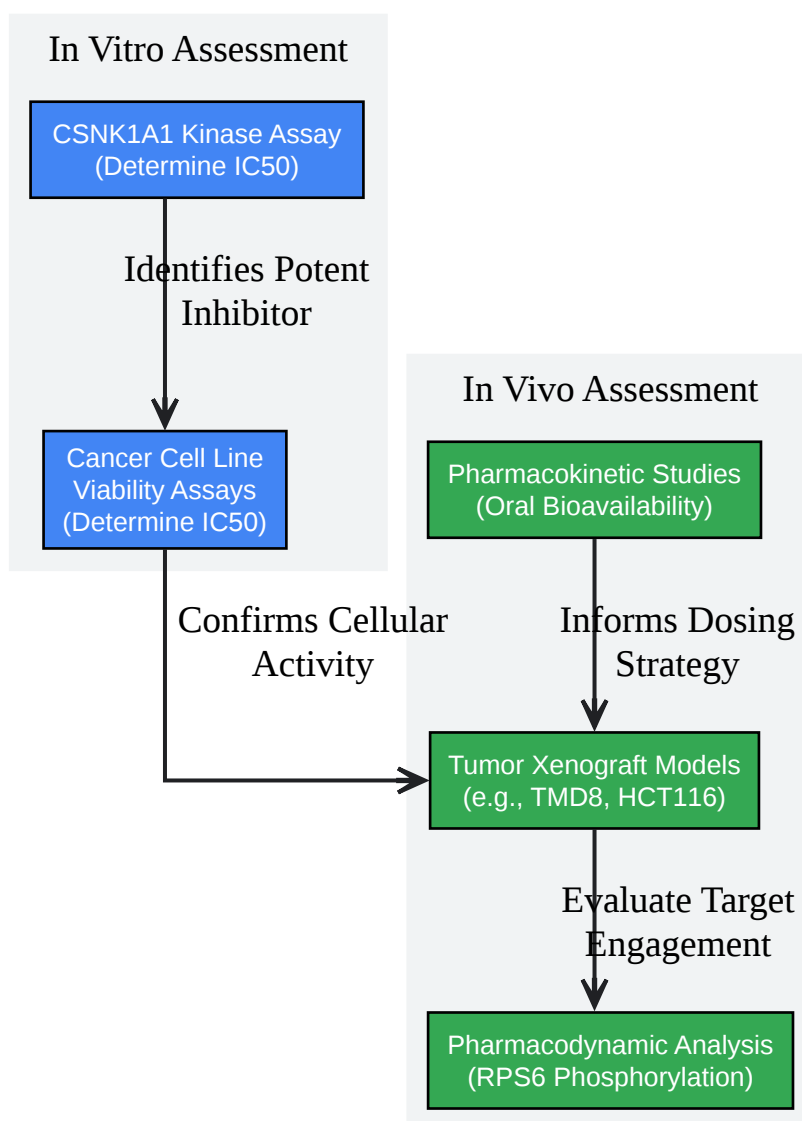 In Vitro Assessment
CSNK1A1 Kinase Assay
(Determine IC50)
Identifies Potent
Inhibitor
Cancer Cell Line
Viability Assays
(Determine IC50)
Confirms Cellular
Activity
In Vivo Assessment
Pharmacokinetic Studies
(Oral Bioavailability)
Informs Dosing
Strategy
Tumor Xenograft Models
(e.g., TMD8, HCT116)
Evaluate Target
Engagement
Pharmacodynamic Analysis
(RPS6 Phosphorylation)